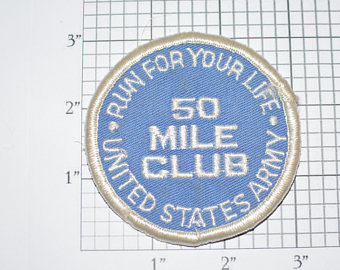 RUN FOR YOUR LIFE
50
MILE
CLUB
UNITED STATES ARMY
3"
2"
1"
1" 2" 3"